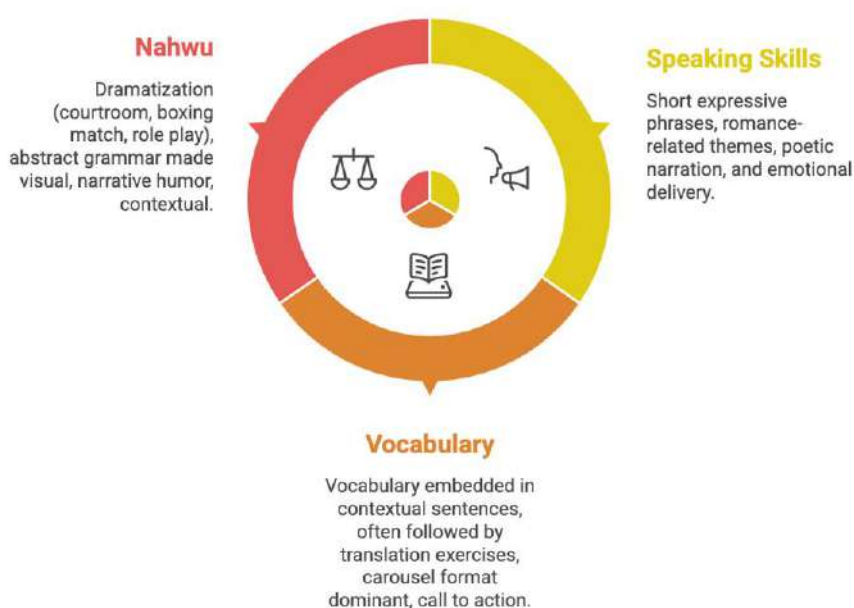 Nahwu
Dramatization
(courtroom, boxing
match, role play),
abstract grammar made
visual, narrative humor,
contextual.
Speaking Skills
Short expressive
phrases, romance-
related themes, poetic
narration, and emotional
delivery.
Vocabulary
Vocabulary embedded in
contextual sentences,
often followed by
translation exercises,
carousel format
dominant, call to action.